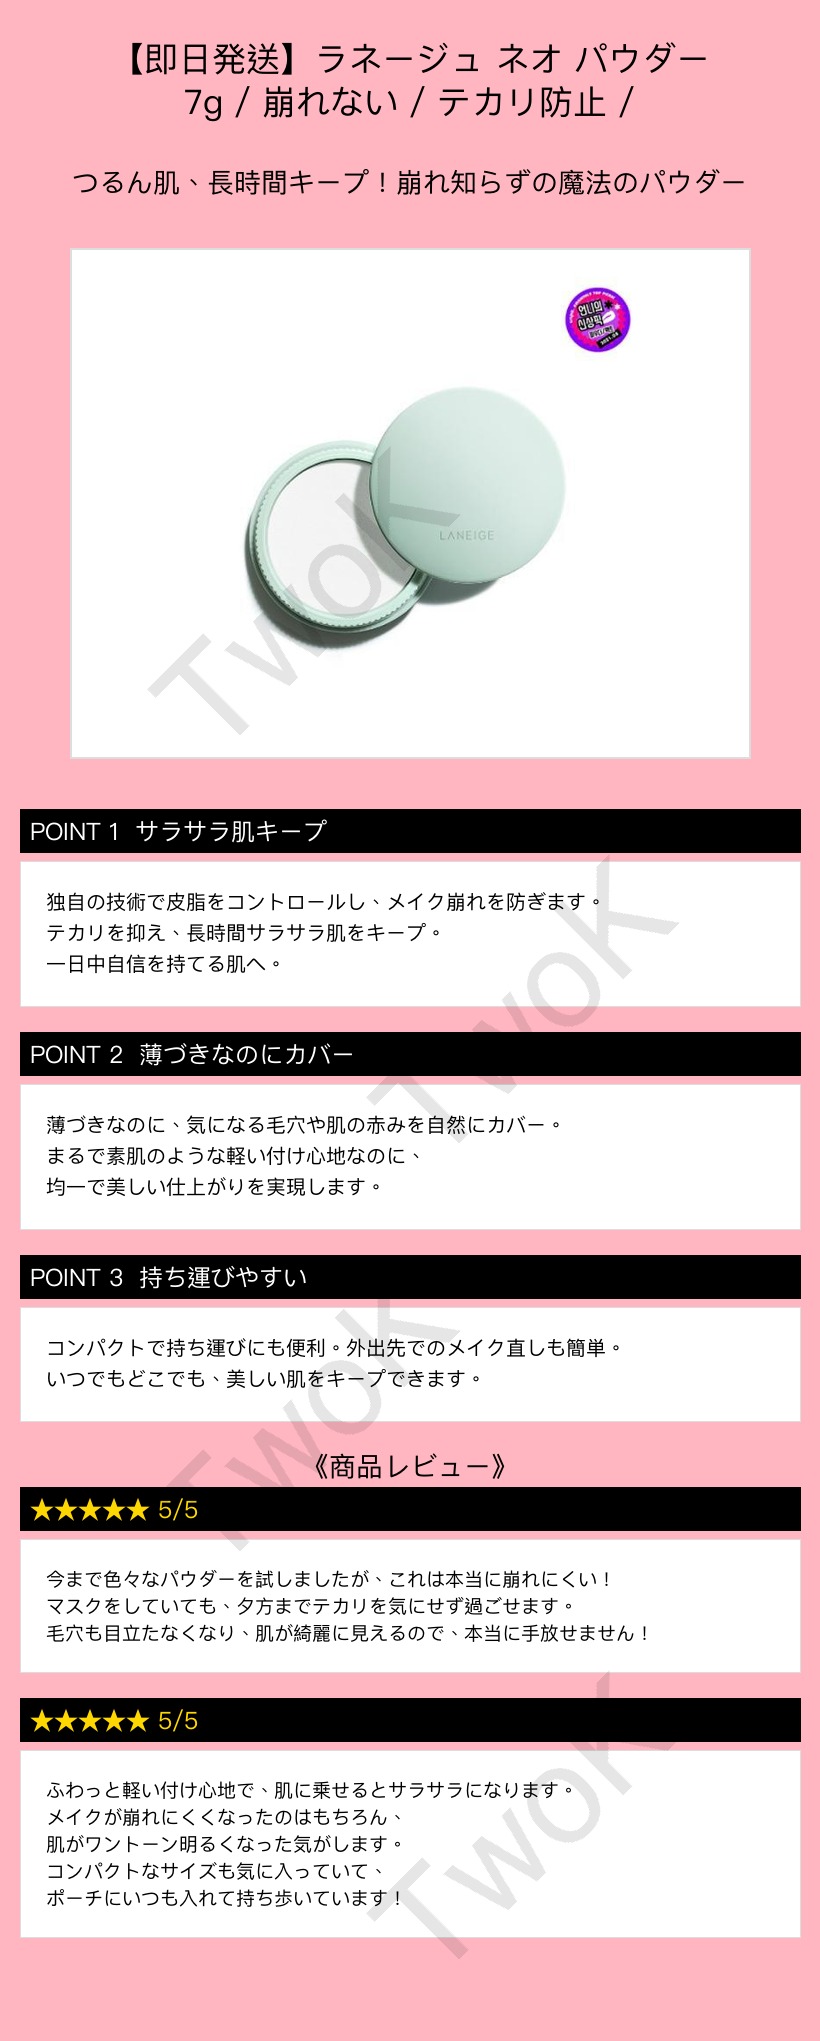 【即日発送】ラネージュ ネオ パウダー
7g / 崩れない / テカリ防止 /
つるん肌、長時間キープ！崩れ知らずの魔法のパウダー
언니의
신상픽
LANEIGE
TwoK
POINT 1 サラサラ肌キープ
独自の技術で皮脂をコントロールし、メイク崩れを防ぎます。
テカリを抑え、長時間サラサラ肌をキープ。
一日中自信を持てる肌へ。
TwoK
POINT 2 薄づきなのにカバー
薄づきなのに、気になる毛穴や肌の赤みを自然にカバー。
まるで素肌のような軽い付け心地なのに、
均一で美しい仕上がりを実現します。
POINT 3 持ち運びやすい
コンパクトで持ち運びにも便利。外出先でのメイク直しも簡単。
いつでもどこでも、美しい肌をキープできます。
TwoK
《商品レビュー》
★★★★★ 5/5
今まで色々なパウダーを試しましたが、これは本当に崩れにくい！
マスクをしていても、夕方までテカリを気にせず過ごせます。
毛穴も目立たなくなり、肌が綺麗に見えるので、本当に手放せません！
★★★★★ 5/5
ふわっと軽い付け心地で、肌に乗せるとサラサラになります。
メイクが崩れにくくなったのはもちろん、
肌がワントーン明るくなった気がします。
コンパクトなサイズも気に入っていて、
ポーチにいつも入れて持ち歩いています！
TwoK